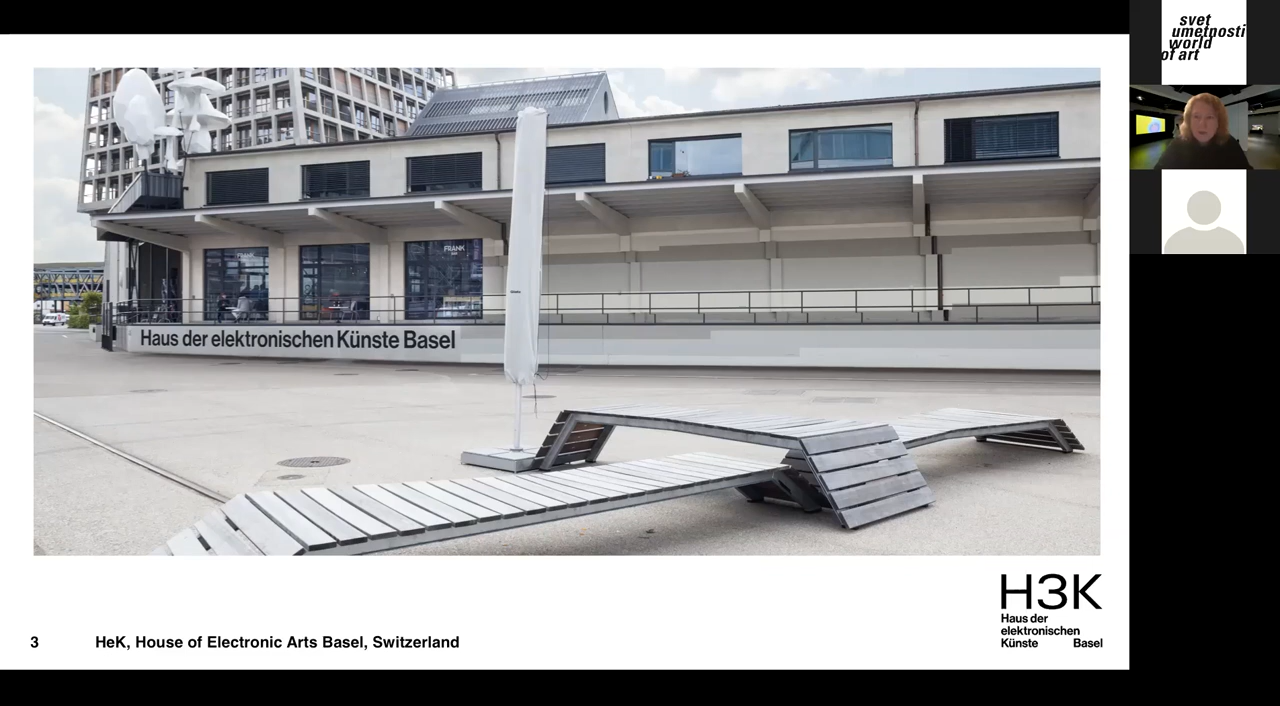 svet
umetnosti
world
of art
FRANK
FRANK
Haus der elektronischen Künste Basel
H3K
Haus der
elektronischen
Künste Basel
3 HeK, House of Electronic Arts Basel, Switzerland